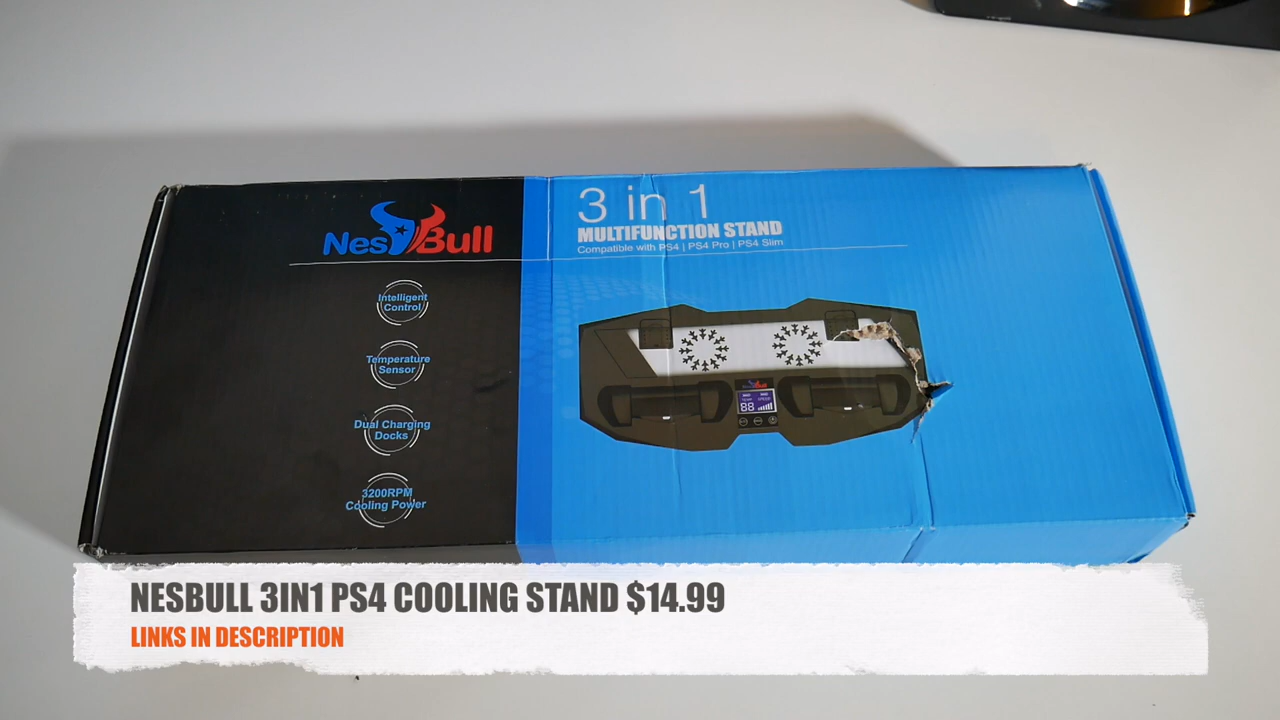 NesBull
3 in 1
MULTIFUNCTION STAND
Compatible with PS4 | PS4 Pro | PS4 Slim
Intelligent
Control
Temperature
Sensor
Dual Charging
Docks
3200RPM
Cooling Power
NesBull
88
NESBULL 3IN1 PS4 COOLING STAND $14.99
LINKS IN DESCRIPTION